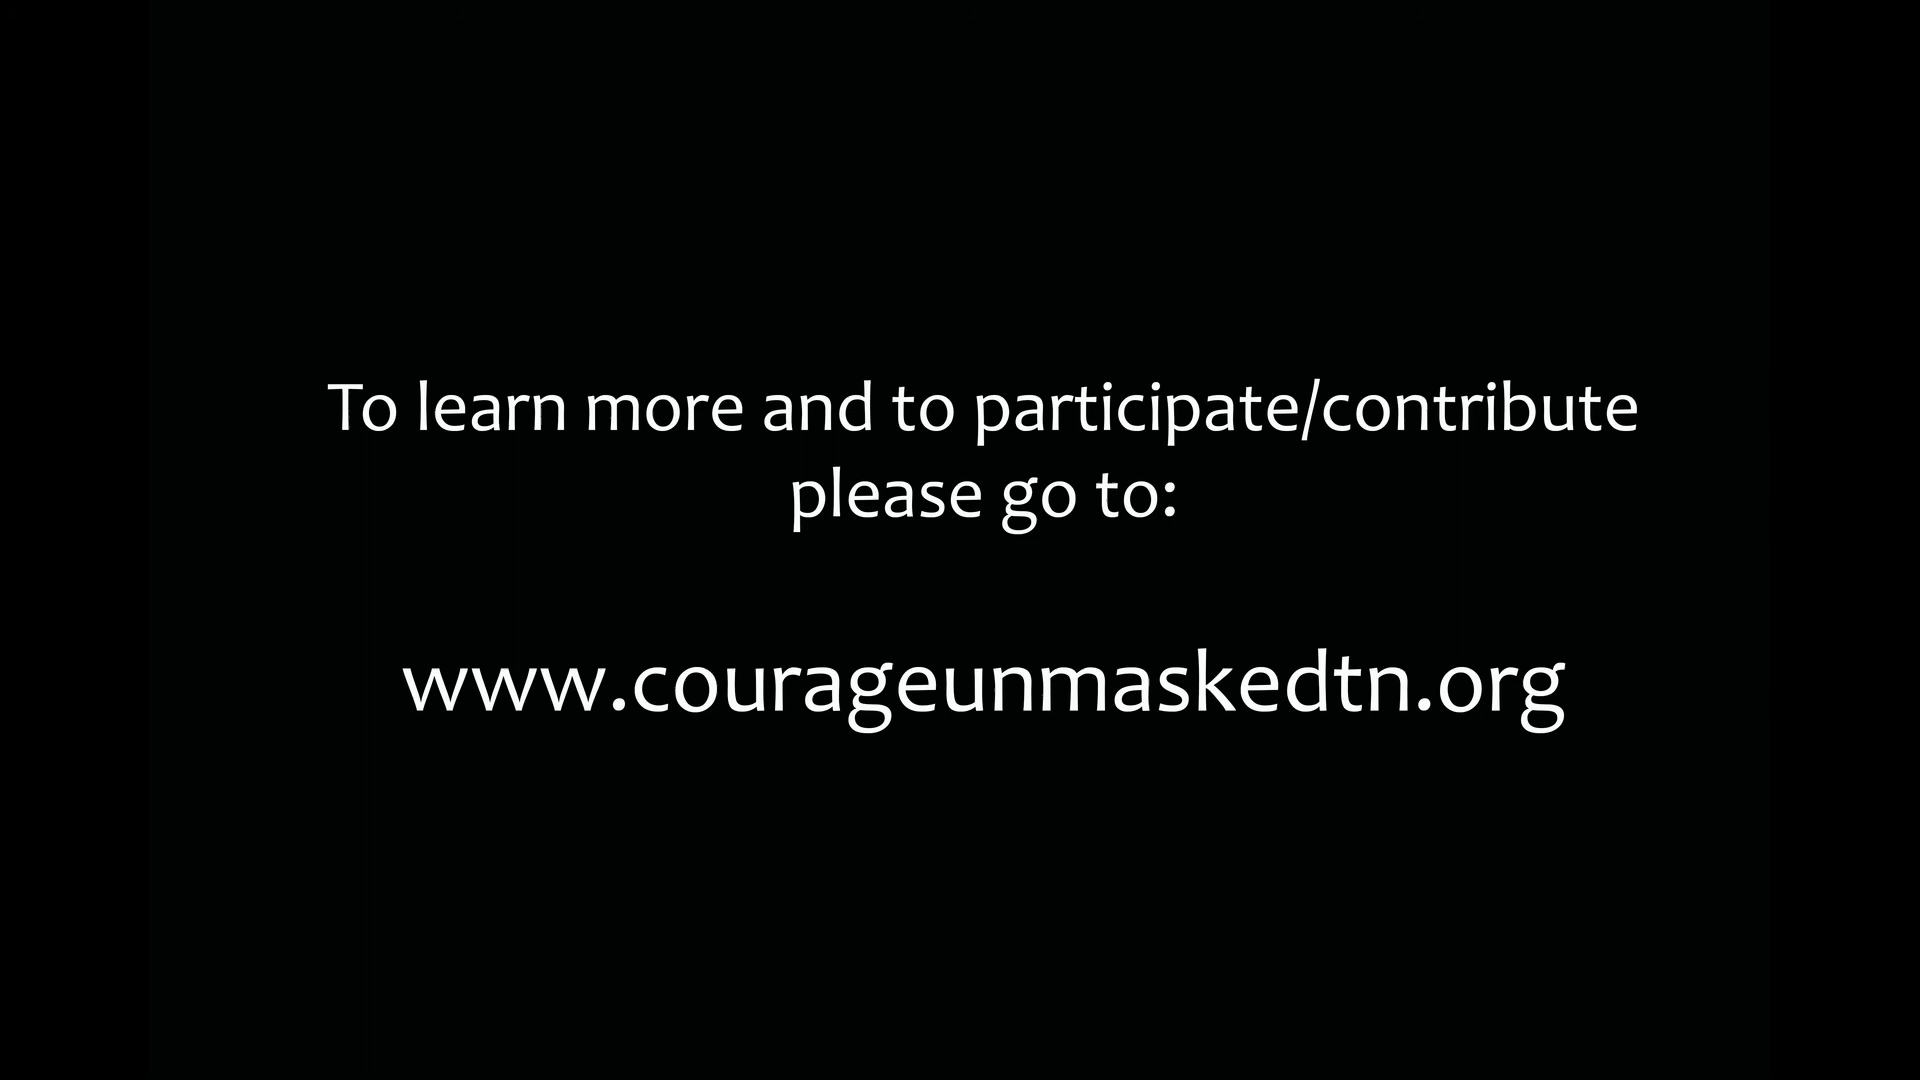 To learn more and to participate/contribute
please go to:
www.courageunmaskedtn.org